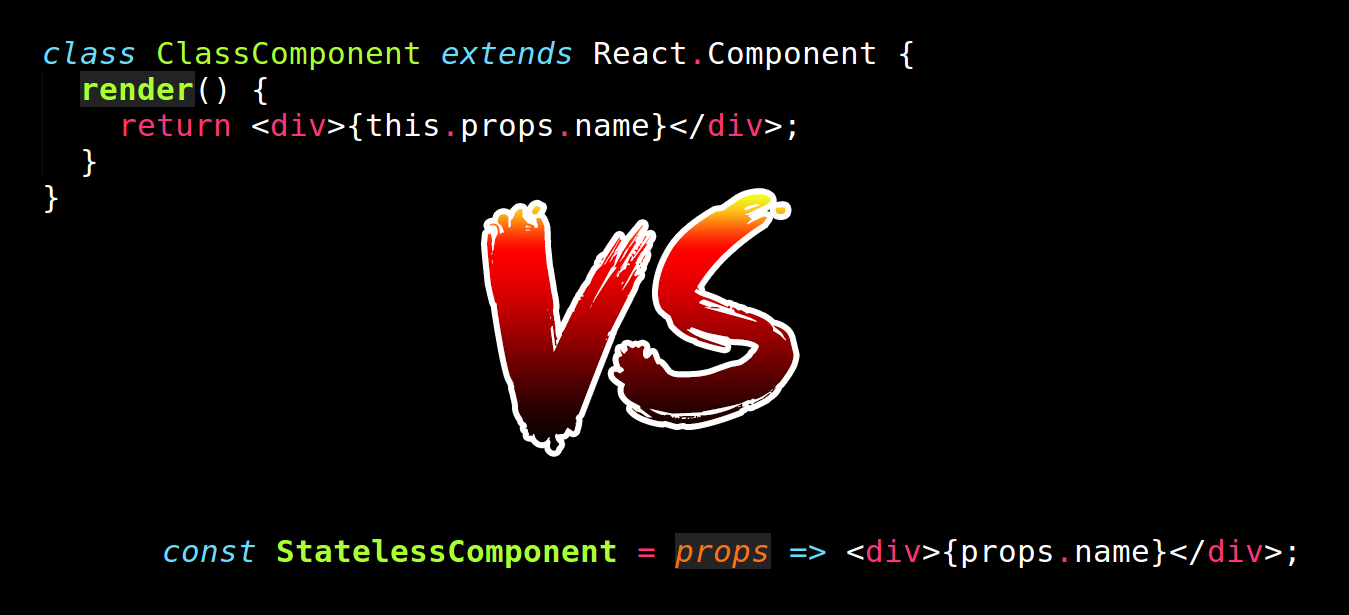 class ClassComponent extends React.Component {
render() {
return <div>{this.props.name}</div>;
}
}
VS
const StatelessComponent = props => <div>{props.name}</div>;